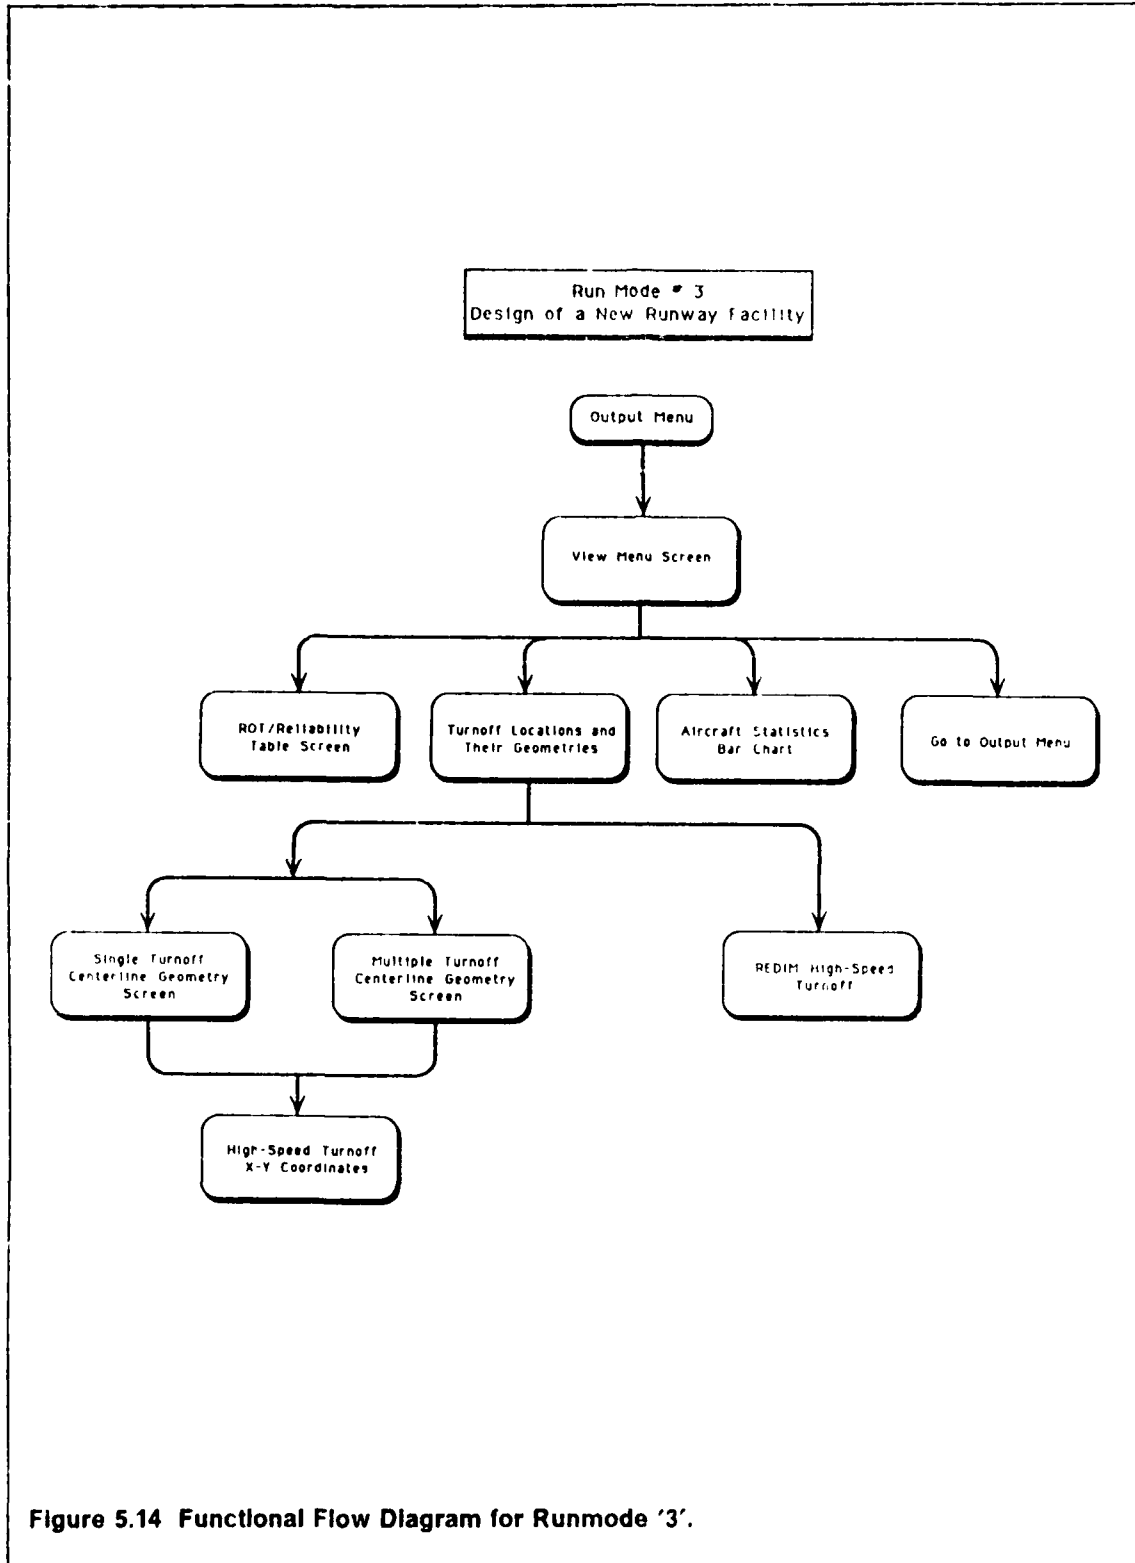 Run Mode # 3
Design of a New Runway Facility
Output Menu
View Menu Screen
ROT/Reliability
Table Screen
Turnoff Locations and
Their Geometries
Aircraft Statistics
Bar Chart
Go to Output Menu
Single Turnoff
Centerline Geometry
Screen
Multiple Turnoff
Centerline Geometry
Screen
REDIM High-Speed
Turnoff
High-Speed Turnoff
X-Y Coordinates
Figure 5.14 Functional Flow Diagram for Runmode '3'.